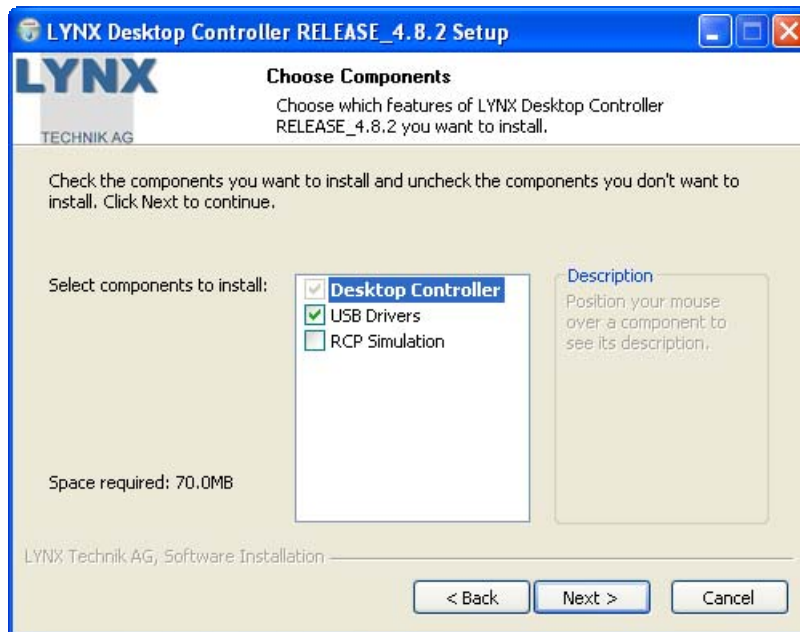 LYNX Desktop Controller RELEASE_4.8.2 Setup
LYNX
TECHNIK AG
Choose Components
Choose which features of LYNX Desktop Controller
RELEASE_4.8.2 you want to install.
Check the components you want to install and uncheck the components you don't want to
install. Click Next to continue.
Select components to install:
Desktop Controller
USB Drivers
RCP Simulation
Description
Position your mouse
over a component to
see its description.
Space required: 70.0MB
LYNX Technik AG, Software Installation
< Back
Next >
Cancel